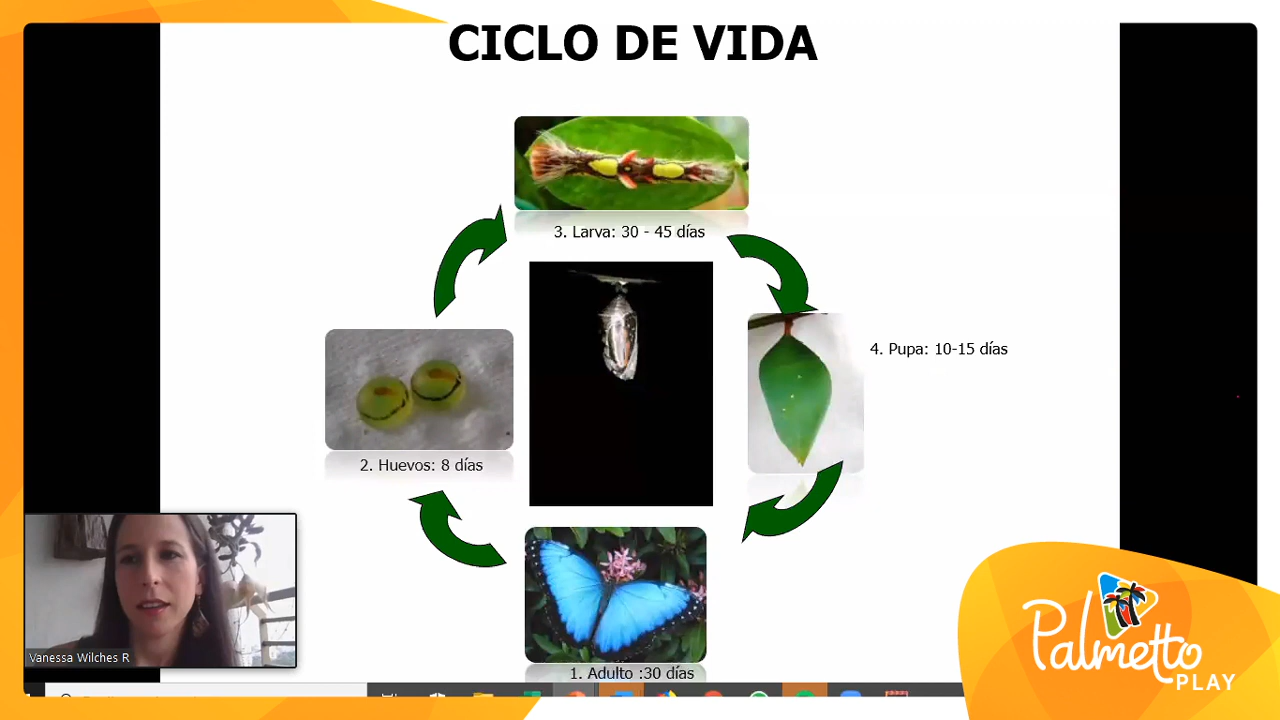 CICLO DE VIDA
3. Larva: 30 - 45 días
4. Pupa: 10-15 días
2. Huevos: 8 días
1. Adulto :30 días
Vanessa Wilches R
Palmetto
PLAY